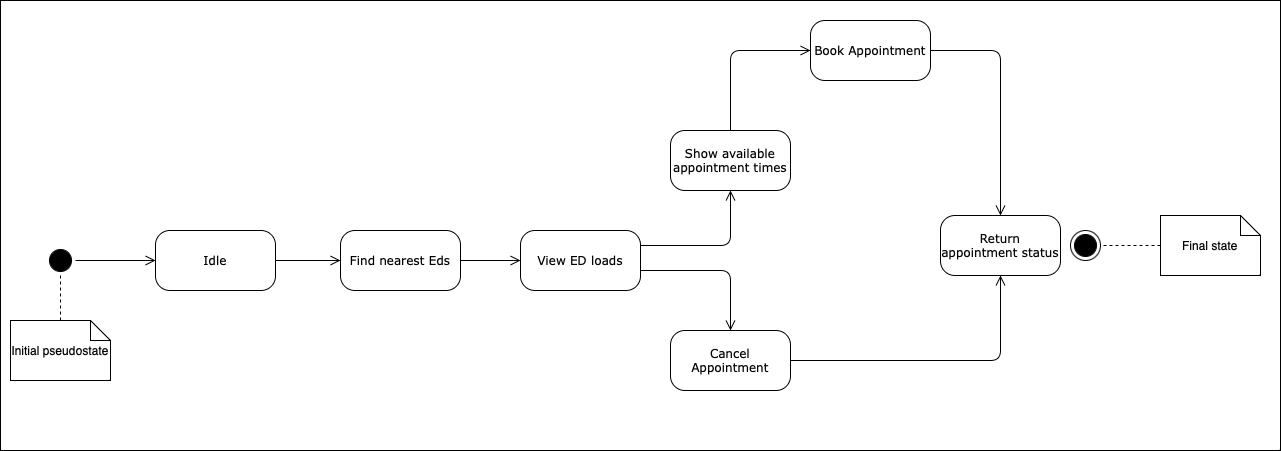 Book Appointment
Show available
appointment times
Idle
Find nearest Eds
View ED loads
Return
appointment status
Final state
Initial pseudostate
Cancel
Appointment